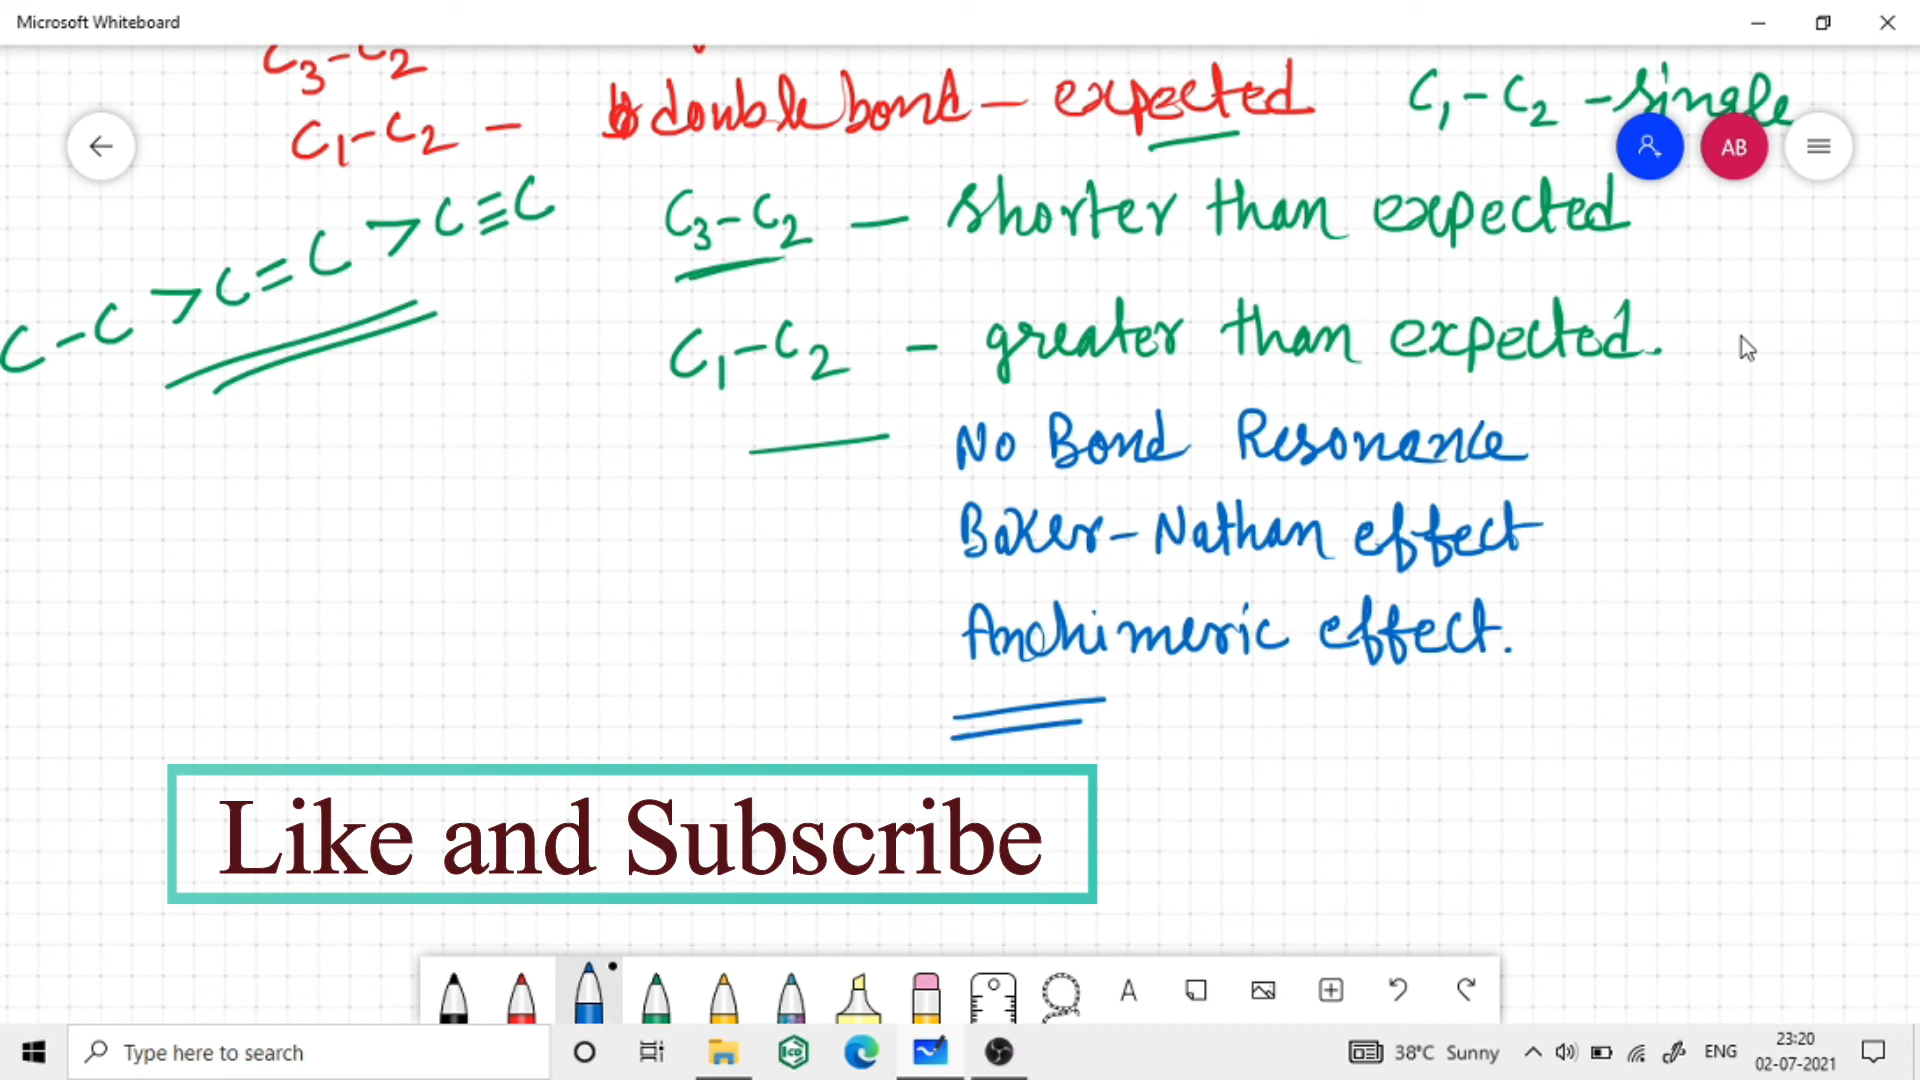 Microsoft Whiteboard
C3-C2
C1-C2 - double bond - expected
C1-C2 - single
AB
C-C > C=C > C≡C
C3-C2 - shorter than expected
C1-C2 - greater than expected.
No Bond Resonance
Baker-Nathan effect
Anchimeric effect.
Like and Subscribe
A
Type here to search
ico
38°C Sunny
ENG
23:20
02-07-2021